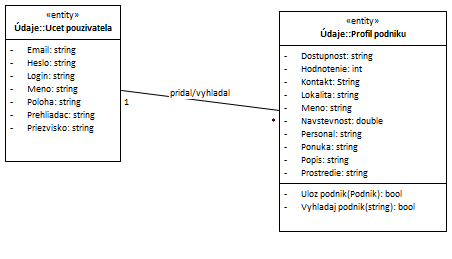 «entity»
Údaje::Ucet pouzivatela
- Email: string
- Heslo: string
- Login: string
- Meno: string
- Poloha: string
- Prehliadac: string
- Priezvisko: string
pridal/vyhladal
1
*
«entity»
Údaje::Profil podniku
- Dostupnost: string
- Hodnotenie: int
- Kontakt: String
- Lokalita: string
- Meno: string
- Navstevnost: double
- Personal: string
- Ponuka: string
- Popis: string
- Prostredie: string
- Uloz podnik(Podnik): bool
- Vyhladaj podnik(string): bool